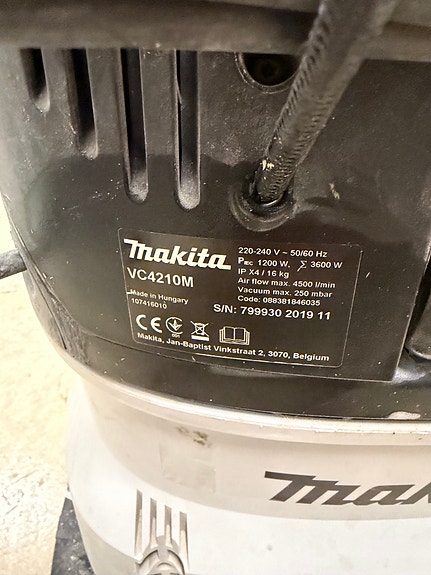 makita
VC4210M
Made in Hungary
107416010
220-240 V ~ 50/60 Hz
PIEC 1200 W, Σ 3600 W
IP X4 / 16 kg
Air flow max. 4500 l/min
Vacuum max. 250 mbar
Code: 088381846035
S/N: 799930 2019 11
CE
Makita, Jan-Baptist Vinkstraat 2, 3070, Belgium
Mak